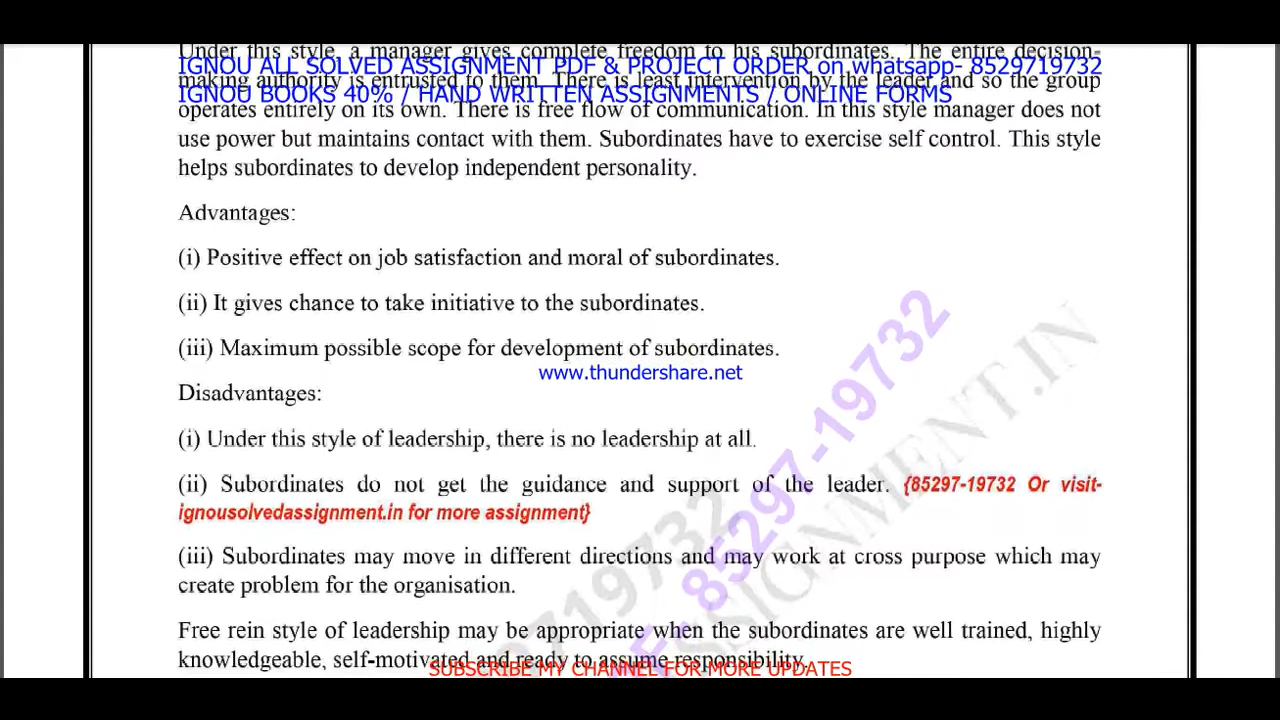 Under this style, a manager gives complete freedom to his subordinates. The entire decision-
IGNOU ALL SOLVED ASSIGNMENT PDF & PROJECT ORDER on whatsapp- 8529719732
making authority is entrusted to them. There is least intervention by the leader and so the group
IGNOU BOOKS 40% / HAND WRITTEN ASSIGNMENTS / ONLINE FORMS
operates entirely on its own. There is free flow of communication. In this style manager does not
use power but maintains contact with them. Subordinates have to exercise self control. This style
helps subordinates to develop independent personality.
Advantages:
(i) Positive effect on job satisfaction and moral of subordinates.
(ii) It gives chance to take initiative to the subordinates.
(iii) Maximum possible scope for development of subordinates.
www.thundershare.net
Disadvantages:
(i) Under this style of leadership, there is no leadership at all.
(ii) Subordinates do not get the guidance and support of the leader. {85297-19732 Or visit-
ignousolvedassignment.in for more assignment}
(iii) Subordinates may move in different directions and may work at cross purpose which may
create problem for the organisation.
Free rein style of leadership may be appropriate when the subordinates are well trained, highly
knowledgeable, self-motivated and ready to assume responsibility.
SUBSCRIBE MY CHANNEL FOR MORE UPDATES
85297-19732
SSIGNMENT.IN
9719732